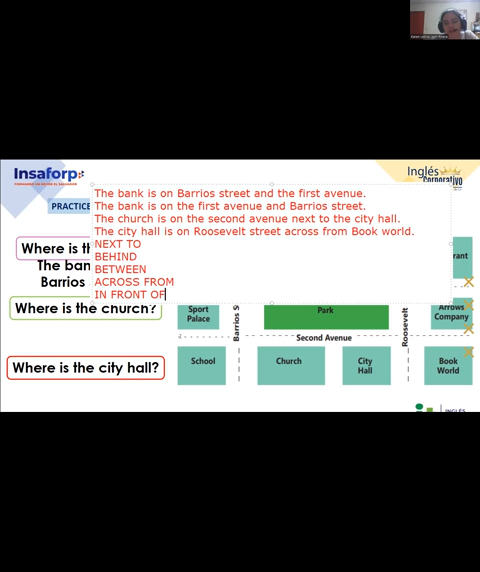 Insaforp
Inglés
Corporativo
PRACTICE
The bank is on Barrios street and the first avenue.
The bank is on the first avenue and Barrios street.
The church is on the second avenue next to the city hall.
The city hall is on Roosevelt street across from Book world.
NEXT TO
BEHIND
BETWEEN
ACROSS FROM
IN FRONT OF
Where is th
The ban
Barrios
Where is the church?
Where is the city hall?
rant
Sport
Palace
Barrios S
Park
Roosevelt
Arrows
Company
Second Avenue
School
Church
City
Hall
Book
World